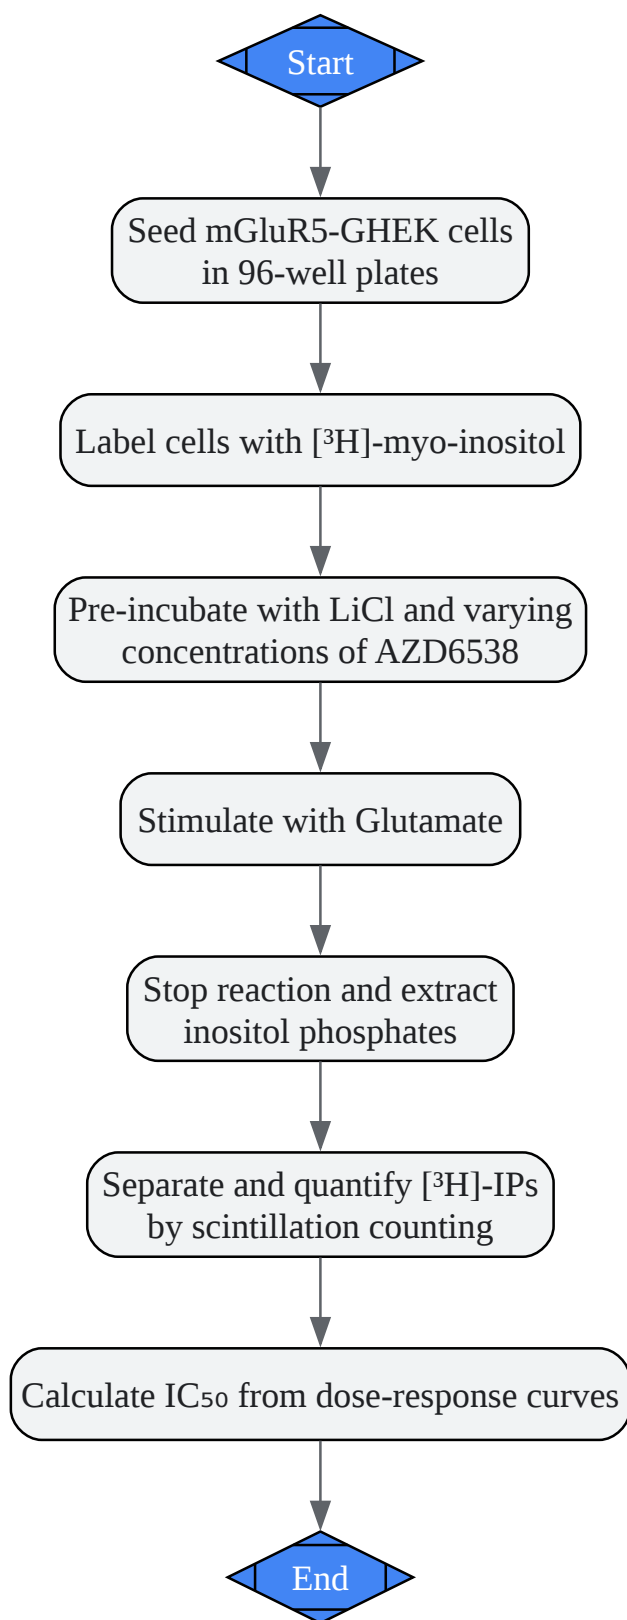 Start
Seed mGluR5-GHEK cells
in 96-well plates
Label cells with [³H]-myo-inositol
Pre-incubate with LiCl and varying
concentrations of AZD6538
Stimulate with Glutamate
Stop reaction and extract
inositol phosphates
Separate and quantify [³H]-IPs
by scintillation counting
Calculate IC₅₀ from dose-response curves
End